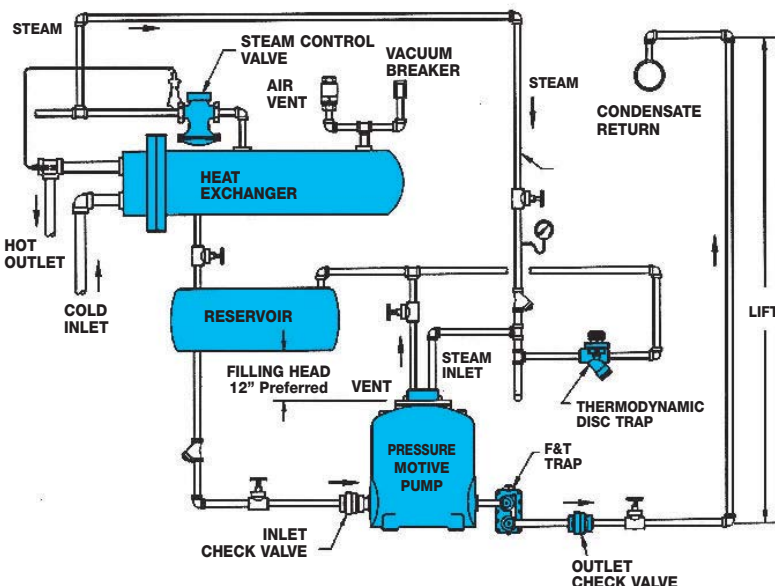 STEAM
STEAM CONTROL
VALVE
AIR
VENT
VACUUM
BREAKER
STEAM
CONDENSATE
RETURN
HEAT
EXCHANGER
HOT
OUTLET
COLD
INLET
RESERVOIR
LIFT
FILLING HEAD
12" Preferred
VENT
STEAM
INLET
THERMODYNAMIC
DISC TRAP
PRESSURE
MOTIVE
PUMP
F&T
TRAP
INLET
CHECK VALVE
OUTLET
CHECK VALVE